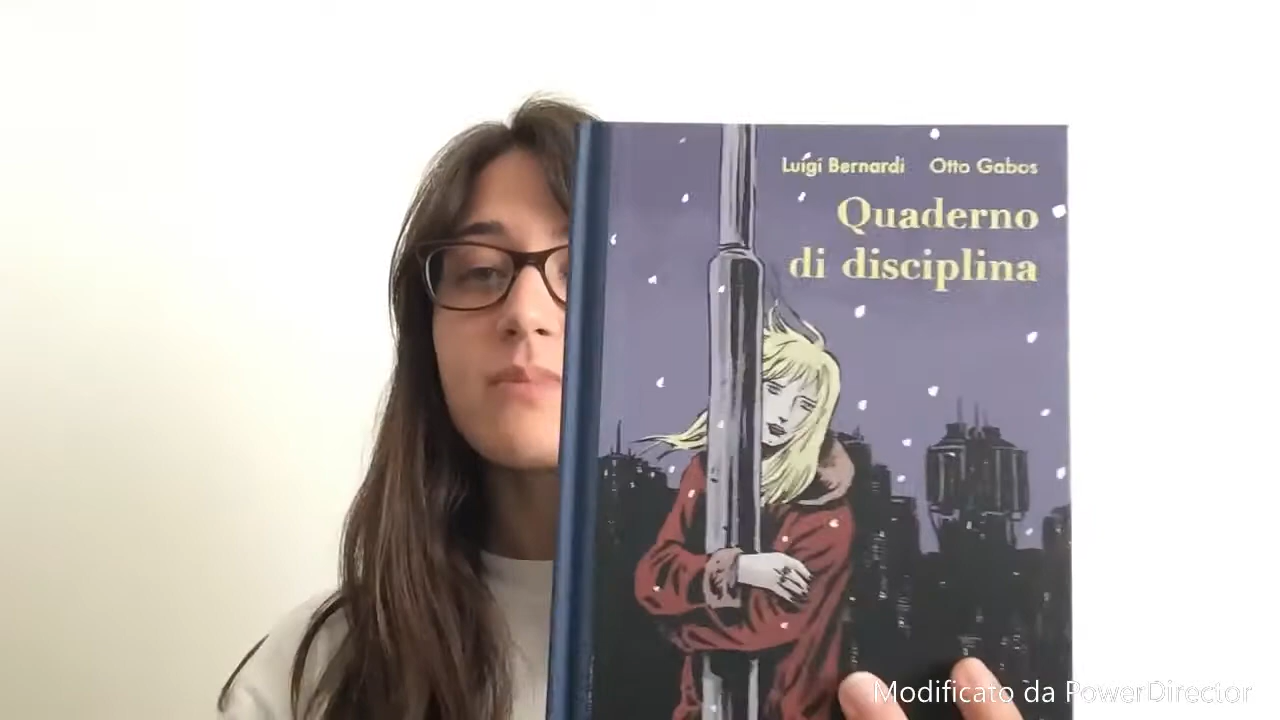 Luigi Bernardi Otto Gabos
Quaderno
di disciplina
Modificato da PowerDirector